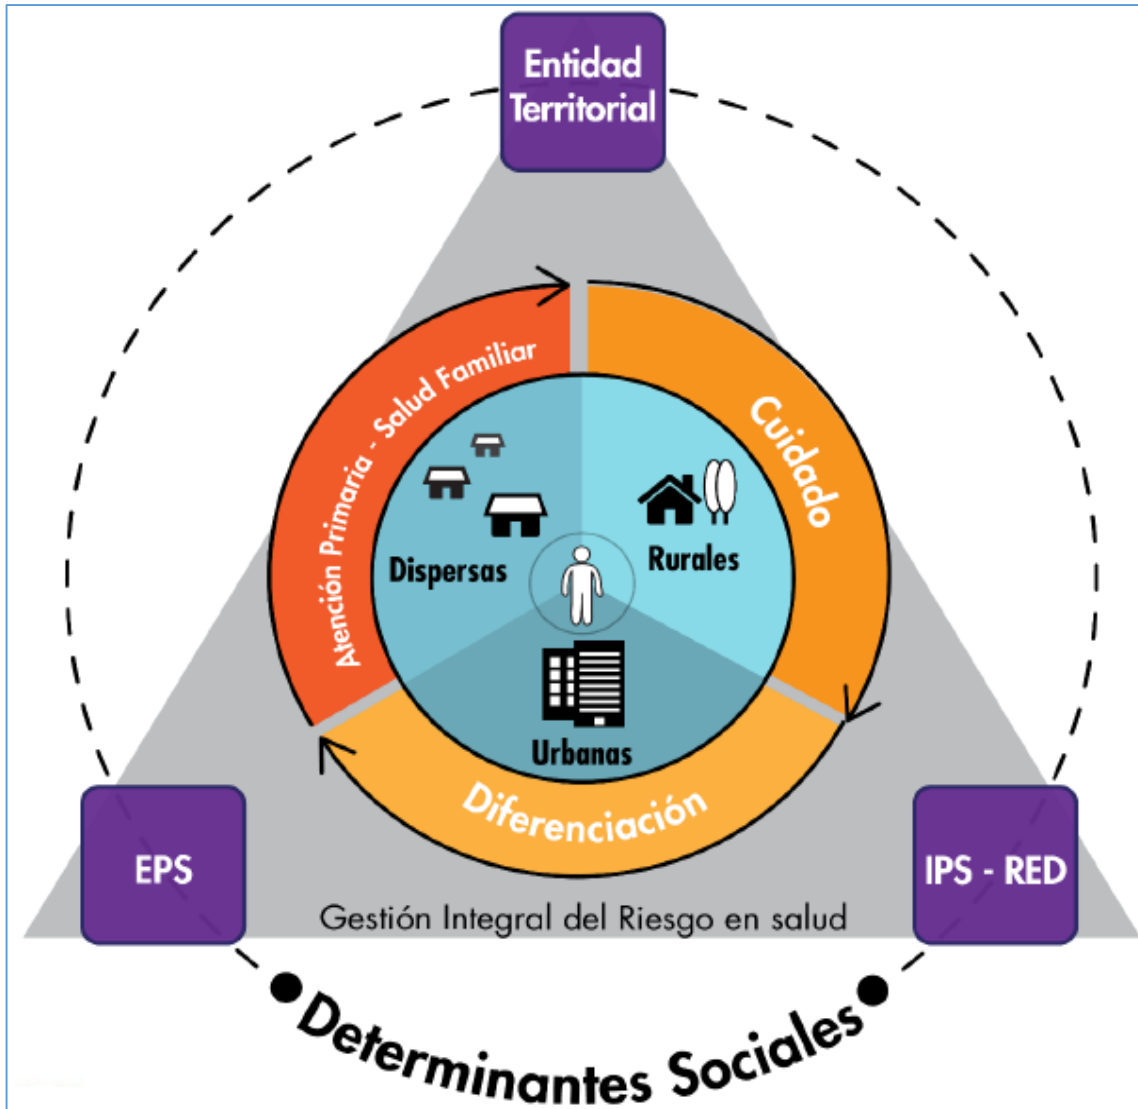 Entidad
Territorial
Atención Primaria - Salud Familiar
Cuidado
Dispersas
Rurales
Urbanas
Diferenciación
EPS
IPS - RED
Gestión Integral del Riesgo en salud
Determantes Sociales